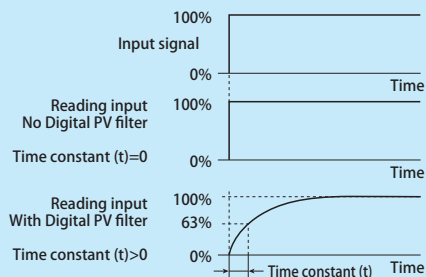 100%
Input signal
0%
Time
Reading input 100%
No Digital PV filter
Time constant (t)=0 0%
Time
Reading input 100%
With Digital PV filter 63%
Time constant (t)>0 0%
Time constant (t) Time